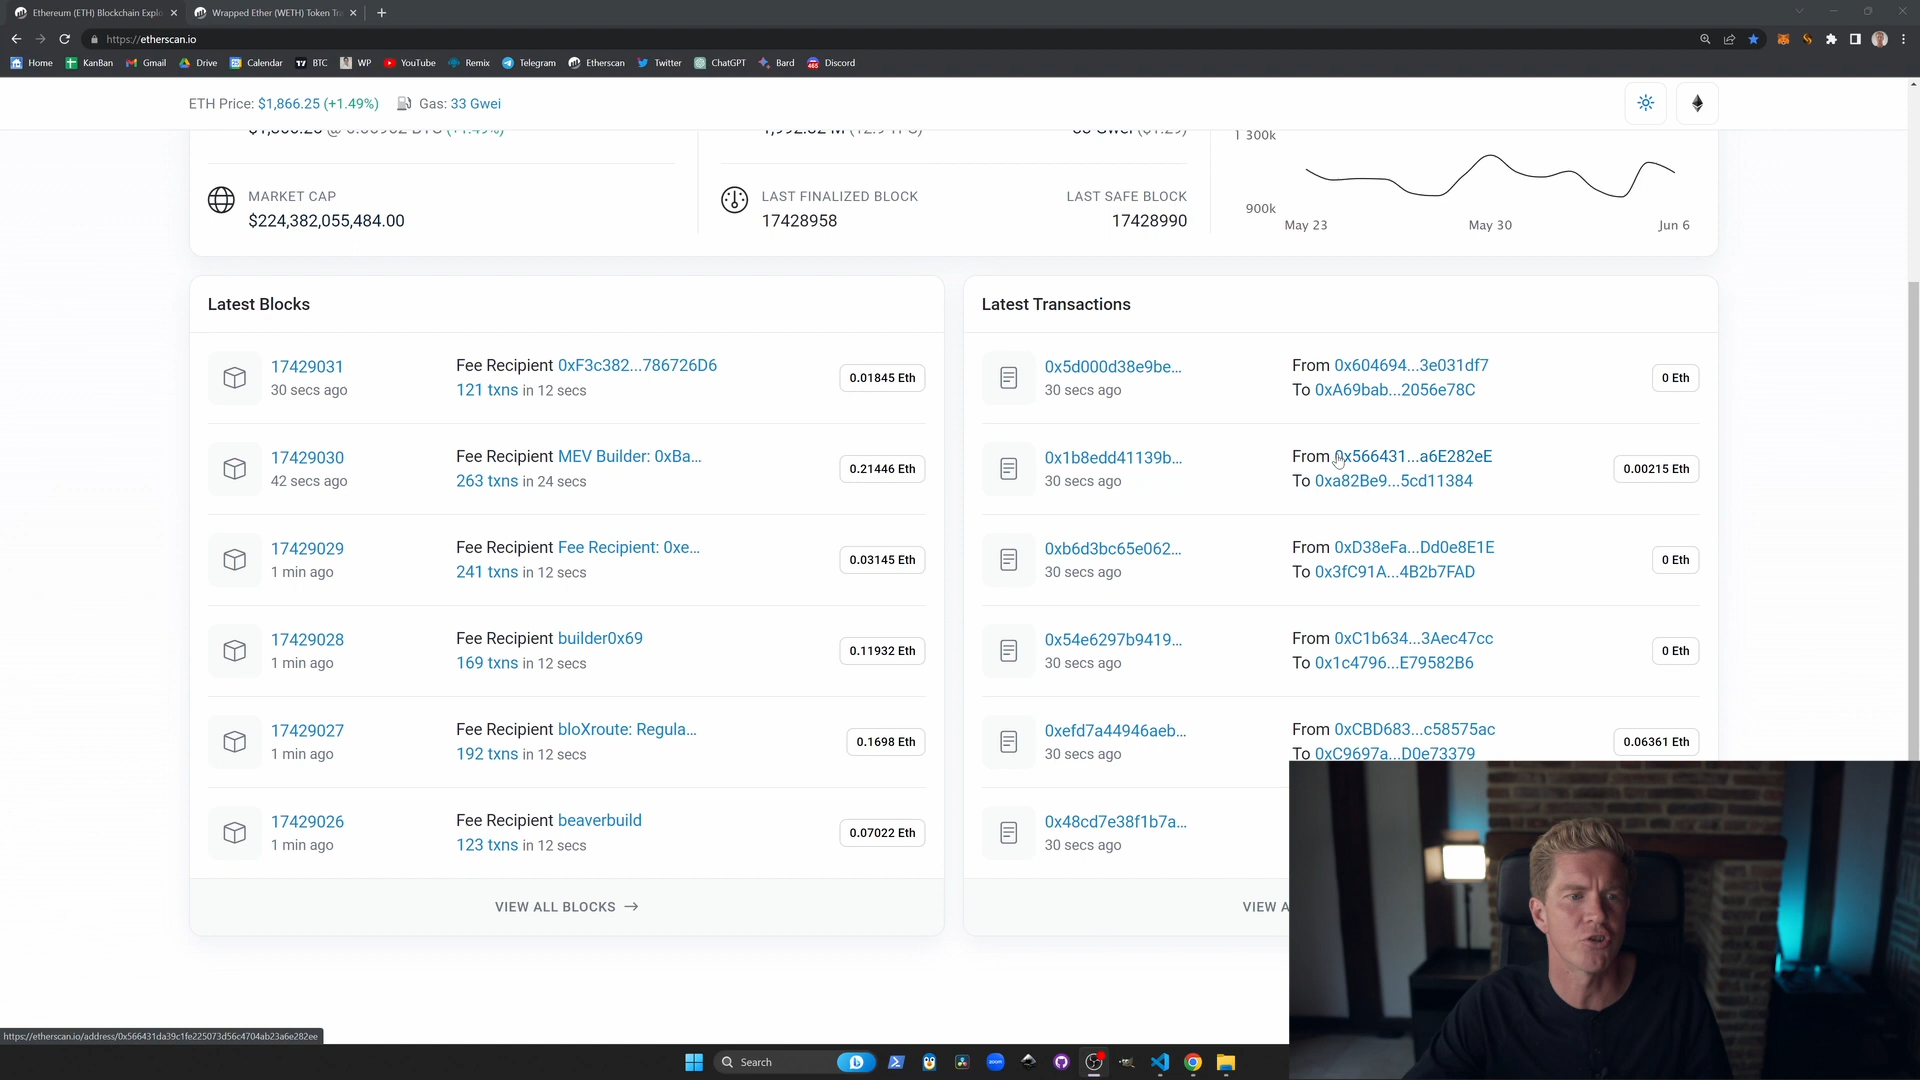 Ethereum (ETH) Blockchain Explo
Wrapped Ether (WETH) Token Tr
https://etherscan.io
Home
KanBan
Gmail
Drive
Calendar
BTC
WP
YouTube
Remix
Telegram
Etherscan
Twitter
ChatGPT
Bard
Discord
ETH Price: $1,866.25 (+1.49%) Gas: 33 Gwei
MARKET CAP
$224,382,055,484.00
LAST FINALIZED BLOCK
17428958
LAST SAFE BLOCK
17428990
1 300k
900k
May 23
May 30
Jun 6
Latest Blocks
17429031
30 secs ago
Fee Recipient 0xF3c382...786726D6
121 txns in 12 secs
0.01845 Eth
17429030
42 secs ago
Fee Recipient MEV Builder: 0xBa...
263 txns in 24 secs
0.21446 Eth
17429029
1 min ago
Fee Recipient Fee Recipient: 0xe...
241 txns in 12 secs
0.03145 Eth
17429028
1 min ago
Fee Recipient builder0x69
169 txns in 12 secs
0.11932 Eth
17429027
1 min ago
Fee Recipient bloXroute: Regula...
192 txns in 12 secs
0.1698 Eth
17429026
1 min ago
Fee Recipient beaverbuild
123 txns in 12 secs
0.07022 Eth
VIEW ALL BLOCKS →
Latest Transactions
0x5d000d38e9be...
30 secs ago
From 0x604694...3e031df7
To 0xA69bab...2056e78C
0 Eth
0x1b8edd41139b...
30 secs ago
From 0x566431...a6E282eE
To 0xa82Be9...5cd11384
0.00215 Eth
0xb6d3bc65e062...
30 secs ago
From 0xD38eFa...Dd0e8E1E
To 0x3fC91A...4B2b7FAD
0 Eth
0x54e6297b9419...
30 secs ago
From 0xC1b634...3Aec47cc
To 0x1c4796...E79582B6
0 Eth
0xefd7a44946aeb...
30 secs ago
From 0xCBD683...c58575ac
To 0xC9697a...D0e73379
0.06361 Eth
0x48cd7e38f1b7a...
30 secs ago
VIEW A
https://etherscan.io/address/0x566431da39c1fe225073d56c4704ab23a6e282ee
Search